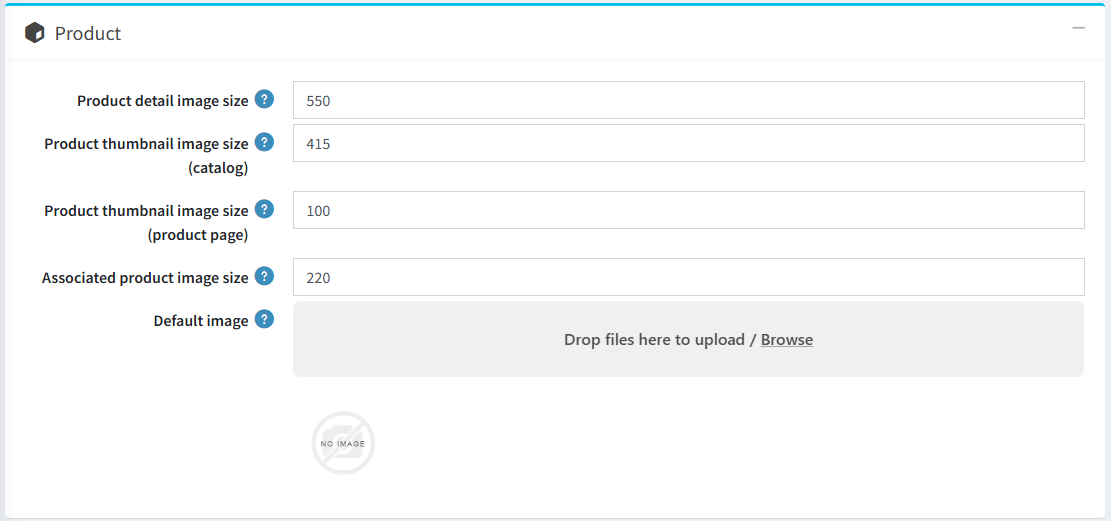 Product
Product detail image size ?
550
Product thumbnail image size ?
(catalog)
415
Product thumbnail image size ?
(product page)
100
Associated product image size ?
220
Default image ?
Drop files here to upload / Browse
NO IMAGE